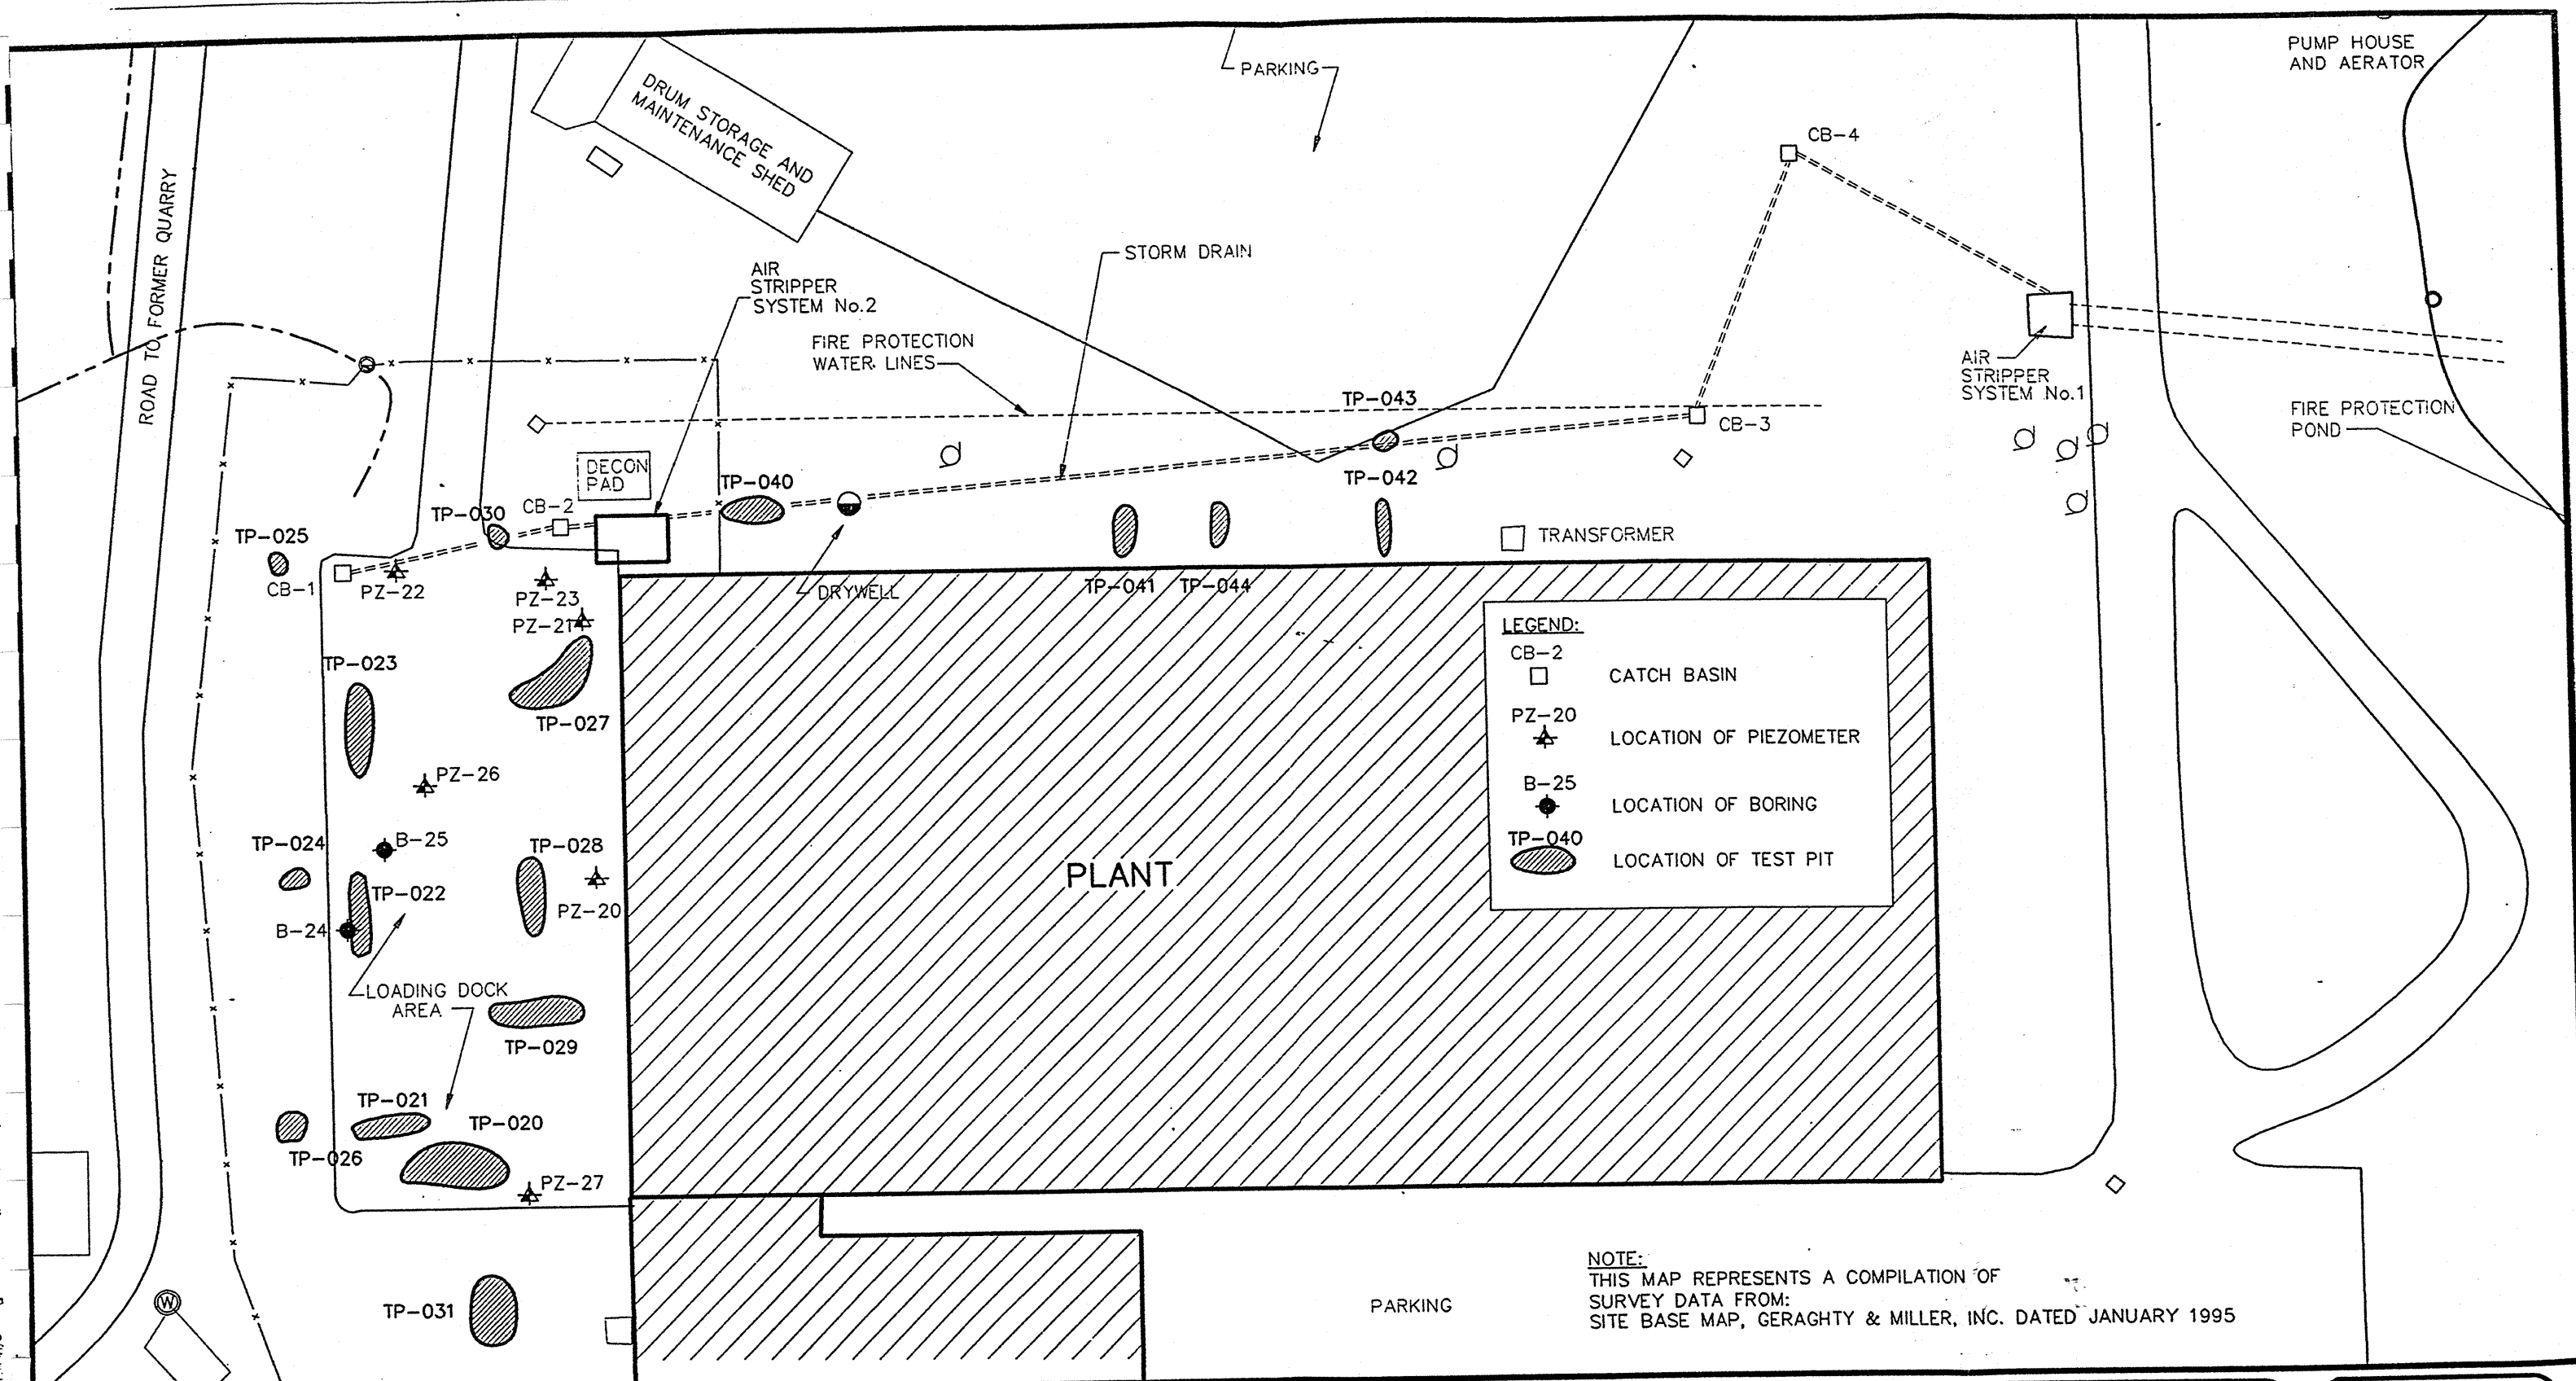 PUMP HOUSE
AND AERATOR
PARKING
DRUM STORAGE AND
MAINTENANCE SHED
CB-4
ROAD TO FORMER QUARRY
STORM DRAIN
AIR
STRIPPER
SYSTEM No.2
FIRE PROTECTION
WATER LINES
AIR
STRIPPER
SYSTEM No.1
TP-043
CB-3
FIRE PROTECTION
POND
DECON
PAD
TP-040
TP-042
CB-2
TP-030
TP-025
TRANSFORMER
CB-1
PZ-22
PZ-23
DRYWELL
TP-041
TP-044
PZ-21
LEGEND:
CB-2
CATCH BASIN
PZ-20
LOCATION OF PIEZOMETER
B-25
LOCATION OF BORING
TP-040
LOCATION OF TEST PIT
TP-023
TP-027
PZ-26
B-25
TP-024
TP-028
TP-022
PZ-20
B-24
PLANT
LOADING DOCK
AREA
TP-029
TP-021
TP-020
TP-026
PZ-27
TP-031
W
PARKING
NOTE:
THIS MAP REPRESENTS A COMPILATION OF
SURVEY DATA FROM:
SITE BASE MAP, GERAGHTY & MILLER, INC. DATED JANUARY 1995